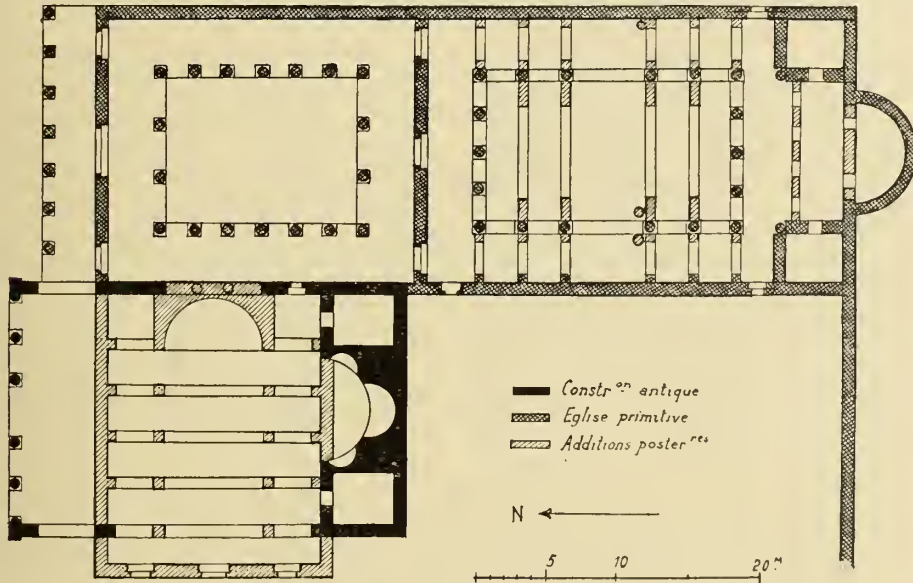 Constr.on antique
Eglise primitive
Additions poster.res
N
5 10 20 M